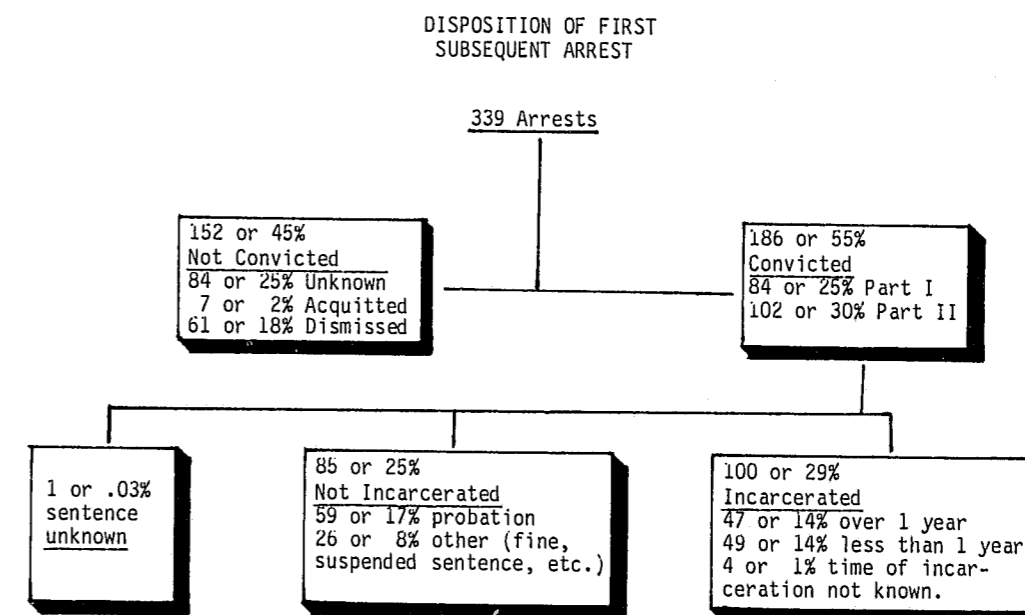 DISPOSITION OF FIRST
SUBSEQUENT ARREST
339 Arrests
152 or 45%
Not Convicted
84 or 25% Unknown
7 or 2% Acquitted
61 or 18% Dismissed
186 or 55%
Convicted
84 or 25% Part I
102 or 30% Part II
1 or .03%
sentence
unknown
85 or 25%
Not Incarcerated
59 or 17% probation
26 or 8% other (fine,
suspended sentence, etc.)
100 or 29%
Incarcerated
47 or 14% over 1 year
49 or 14% less than 1 year
4 or 1% time of incar-
ceration not known.